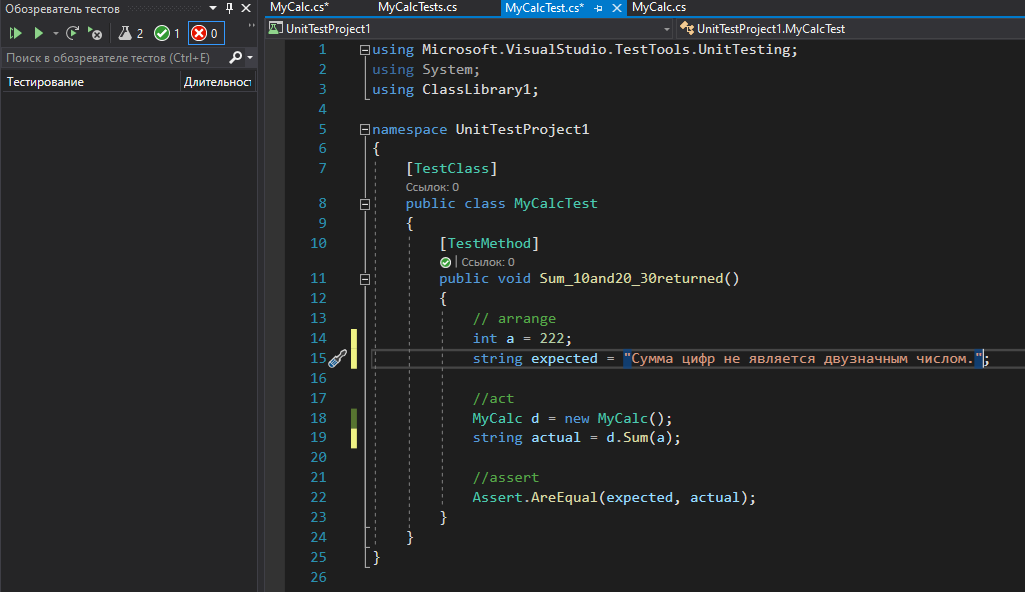 Обозреватель тестов
2 1 0
Поиск в обозревателе тестов (Ctrl+E)
Тестирование Длительност
MyCalc.cs* MyCalcTests.cs MyCalcTest.cs* MyCalc.cs
UnitTestProject1 UnitTestProject1.MyCalcTest
1 using Microsoft.VisualStudio.TestTools.UnitTesting;
2 using System;
3 using ClassLibrary1;
4
5 namespace UnitTestProject1
6 {
7 [TestClass]
Ссылок: 0
8 public class MyCalcTest
9 {
10 [TestMethod]
| Ссылок: 0
11 public void Sum_10and20_30returned()
12 {
13 // arrange
14 int a = 222;
15 string expected = "Сумма цифр не является двузначным числом.";
16
17 //act
18 MyCalc d = new MyCalc();
19 string actual = d.Sum(a);
20
21 //assert
22 Assert.AreEqual(expected, actual);
23 }
24 }
25 }
26